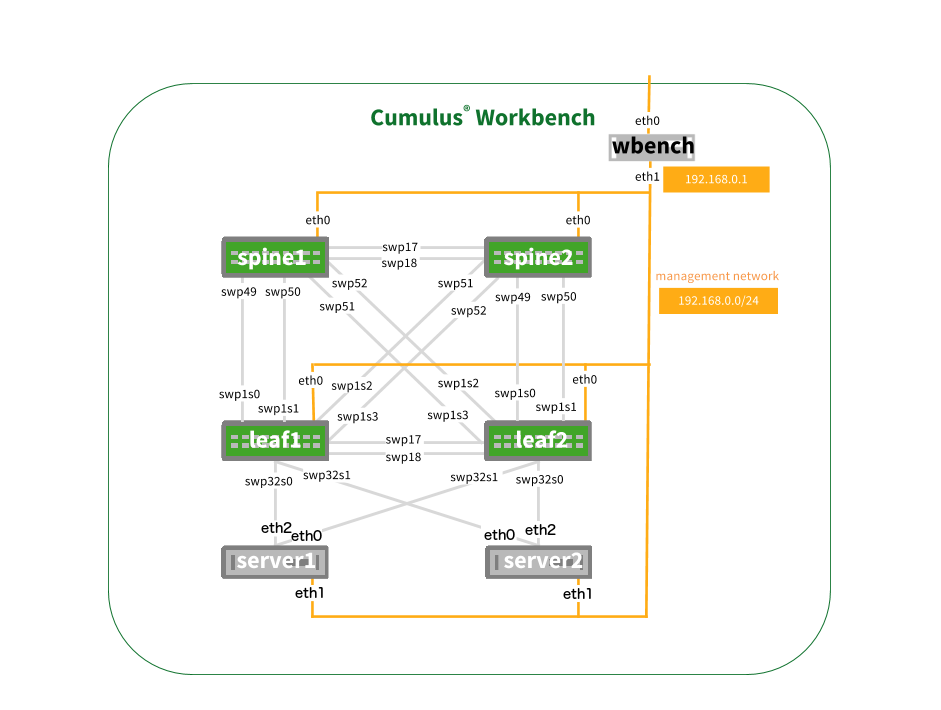 Cumulus® Workbench
eth0
wbench
eth1
192.168.0.1
eth0
eth0
spine1
swp17
swp18
spine2
management network
192.168.0.0/24
swp49
swp50
swp52
swp51
swp51
swp52
swp49
swp50
eth0
swp1s2
swp1s2
eth0
swp1s0
swp1s1
swp1s3
swp1s3
swp1s0
swp1s1
leaf1
swp17
swp18
leaf2
swp32s0
swp32s1
swp32s1
swp32s0
eth2
eth0
eth0
eth2
server1
server2
eth1
eth1